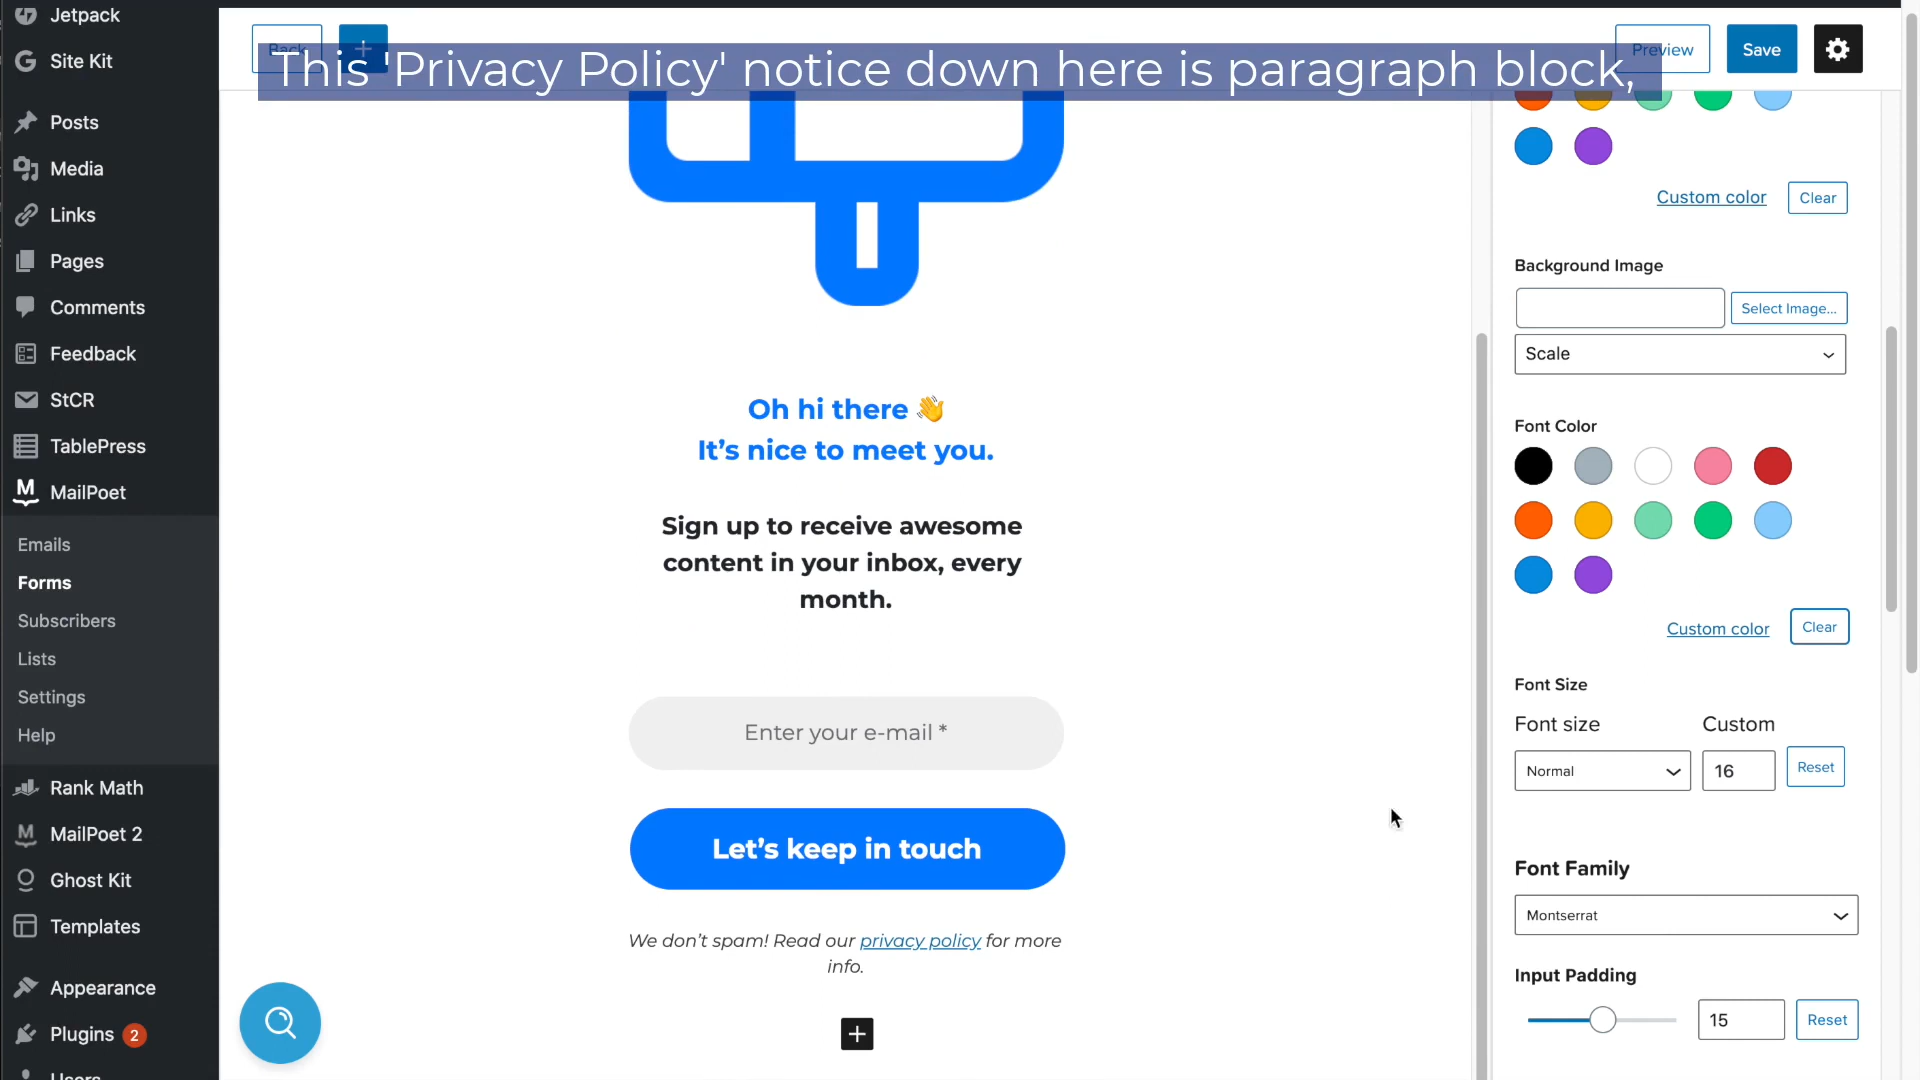 Jetpack
Site Kit
Posts
Media
Links
Pages
Comments
Feedback
StCR
TablePress
M MailPoet
Emails
Forms
Subscribers
Lists
Settings
Help
Rank Math
M MailPoet 2
Ghost Kit
Templates
Appearance
Plugins 2
Users
Back
Preview
Save
This 'Privacy Policy' notice down here is paragraph block,
Oh hi there 👋
It’s nice to meet you.
Sign up to receive awesome
content in your inbox, every
month.
Enter your e-mail *
Let’s keep in touch
We don’t spam! Read our privacy policy for more
info.
Custom color Clear
Background Image
Select Image...
Scale
Font Color
Custom color Clear
Font Size
Font size Custom
Normal 16 Reset
Font Family
Montserrat
Input Padding
15 Reset